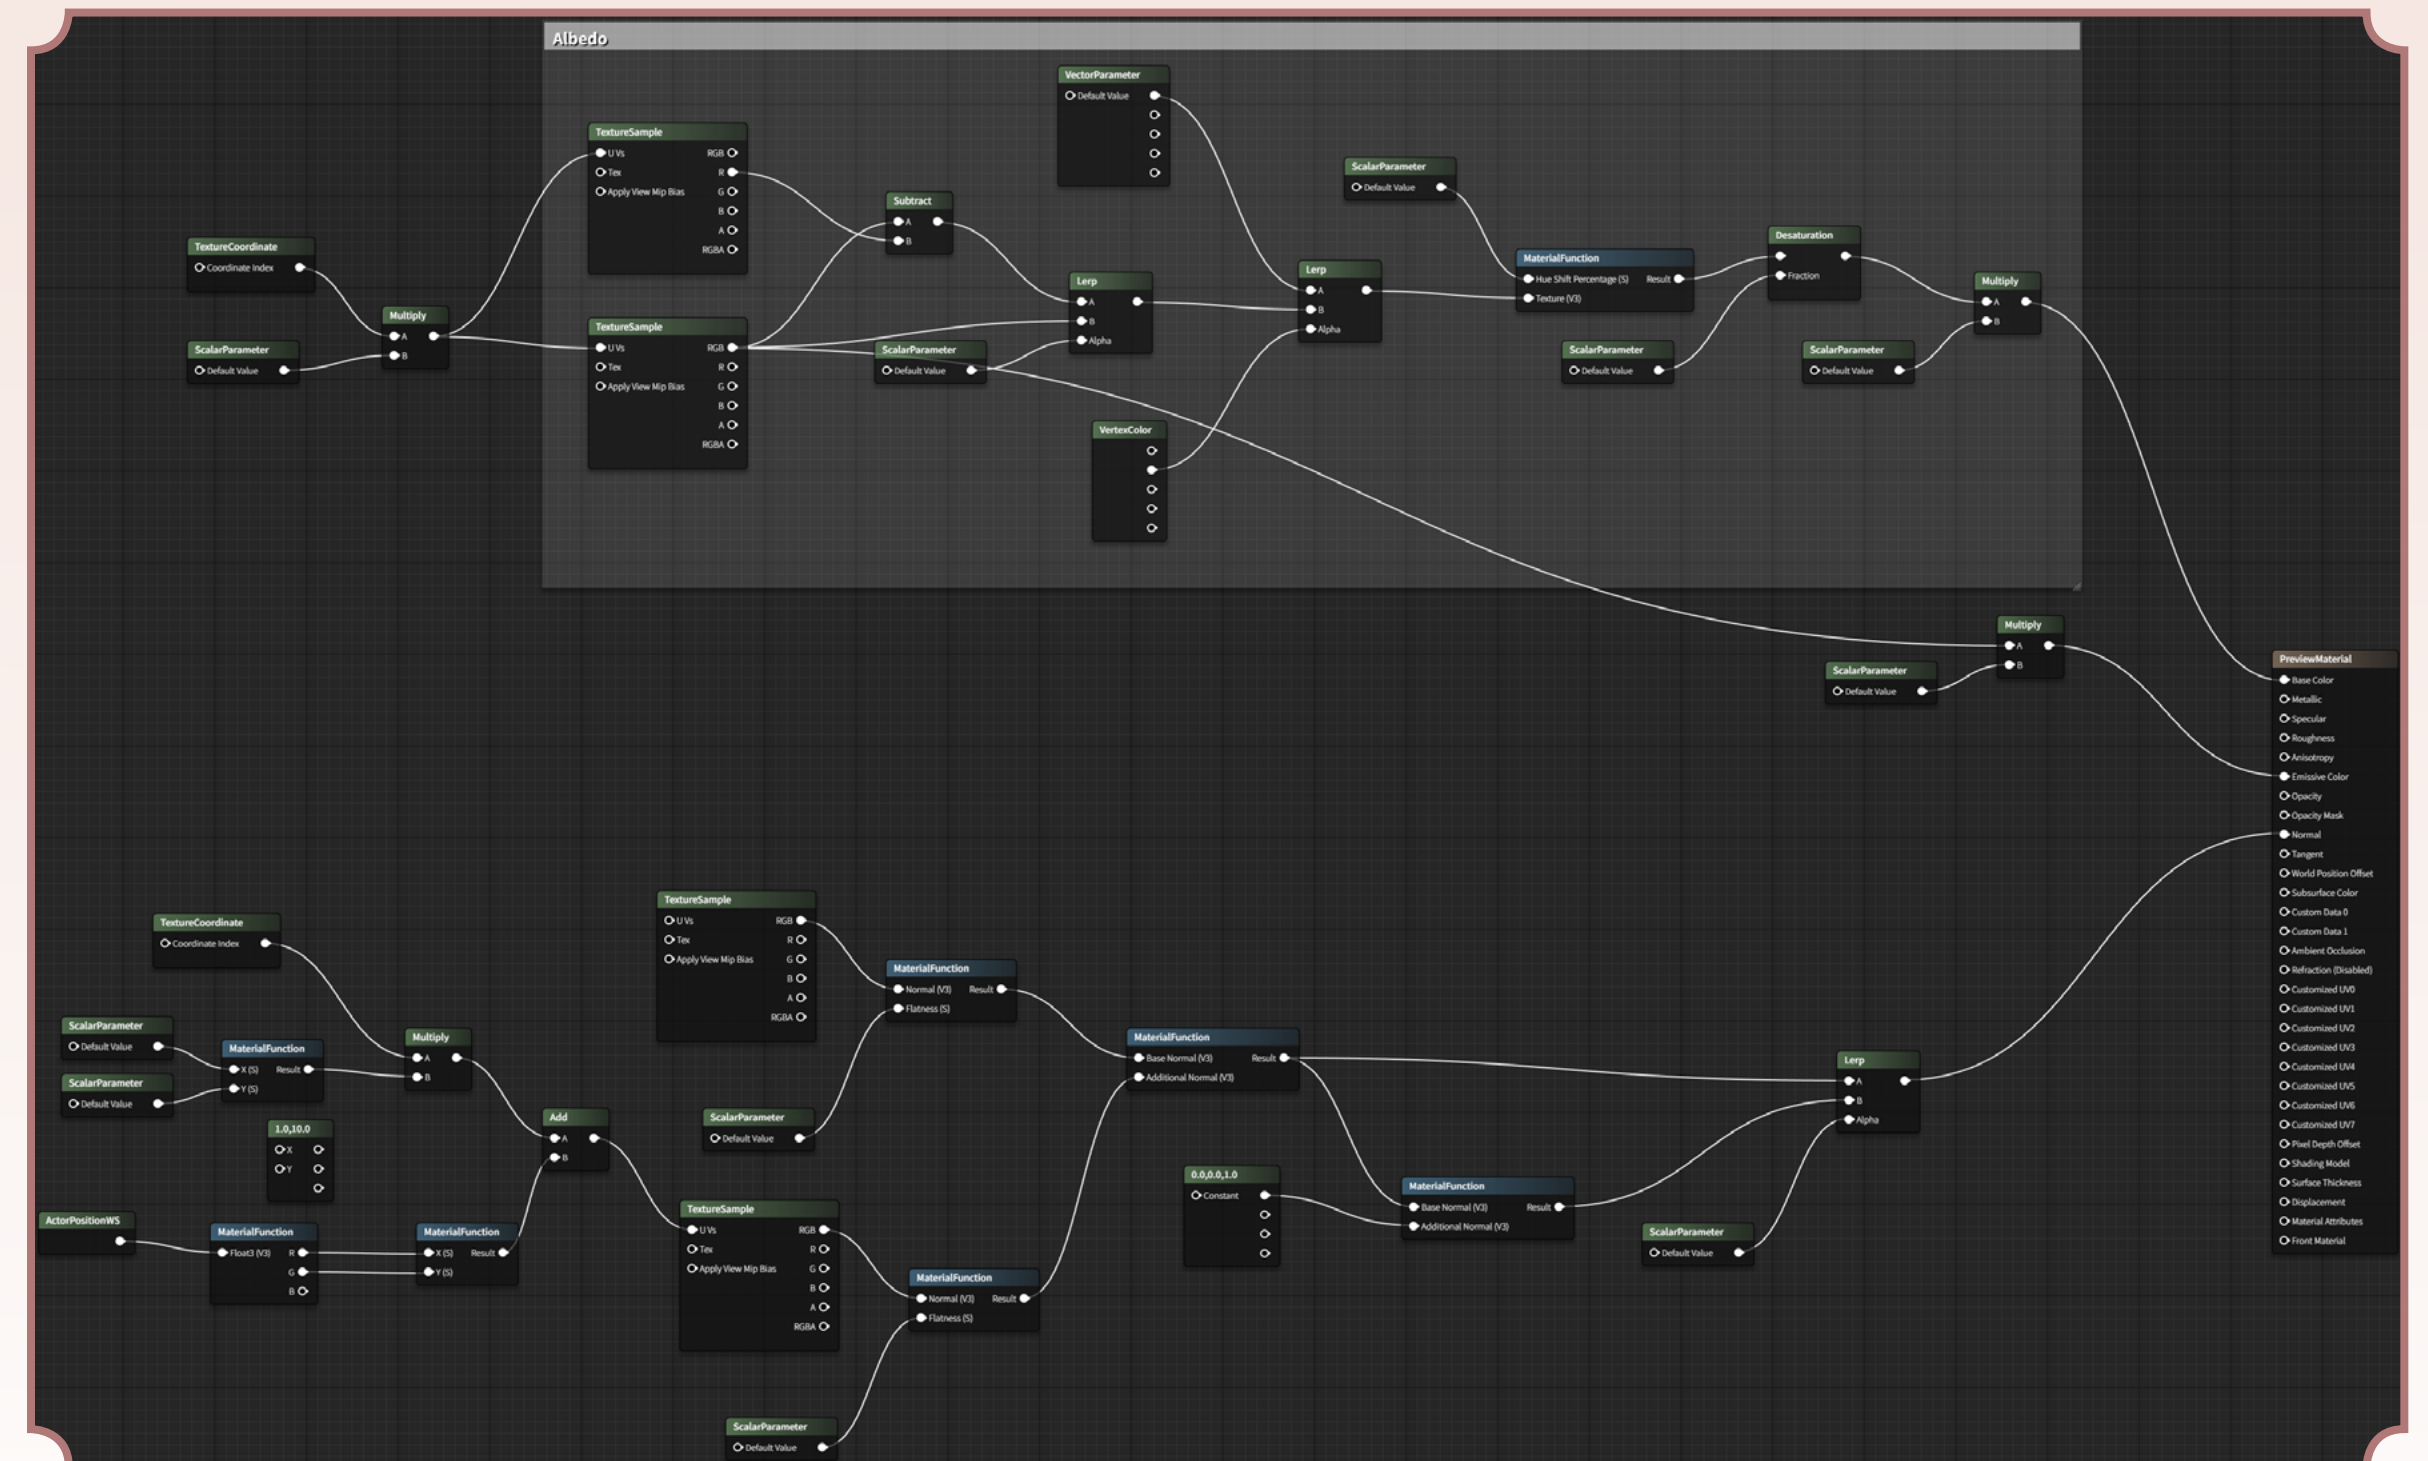 Albedo
VectorParameter
Default Value
TextureSample
UVs RGB
Tex R
Apply View Mip Bias G
B
A
RGBA
ScalarParameter
Default Value
Subtract
A
B
TextureCoordinate
Coordinate Index
Desaturation
Fraction
MaterialFunction
Hue Shift Percentage (S) Result
Texture (V3)
Lerp
A
B
Alpha
Lerp
A
B
Alpha
Multiply
A
B
Multiply
A
B
TextureSample
UVs RGB
Tex R
Apply View Mip Bias G
B
A
RGBA
ScalarParameter
Default Value
ScalarParameter
Default Value
ScalarParameter
Default Value
ScalarParameter
Default Value
VertexColor
Multiply
A
B
ScalarParameter
Default Value
PreviewMaterial
Base Color
Metallic
Specular
Roughness
Anisotropy
Emissive Color
Opacity
Opacity Mask
Normal
Tangent
World Position Offset
Subsurface Color
Custom Data 0
Custom Data 1
Ambient Occlusion
Refraction (Disabled)
Customized UV0
Customized UV1
Customized UV2
Customized UV3
Customized UV4
Customized UV5
Customized UV6
Customized UV7
Pixel Depth Offset
Shading Model
Surface Thickness
Displacement
Material Attributes
Front Material
TextureSample
UVs RGB
Tex R
Apply View Mip Bias G
B
A
RGBA
TextureCoordinate
Coordinate Index
MaterialFunction
Normal (V3) Result
Flatness (S)
ScalarParameter
Default Value
MaterialFunction
X (S) Result
Y (S)
ScalarParameter
Default Value
Multiply
A
B
MaterialFunction
Base Normal (V3) Result
Additional Normal (V3)
Lerp
A
B
Alpha
1.0,10.0
X
Y
Add
A
B
ScalarParameter
Default Value
0.0,0.0,1.0
Constant
MaterialFunction
Base Normal (V3) Result
Additional Normal (V3)
ScalarParameter
Default Value
ActorPositionWS
MaterialFunction
Float3 (V3) R
G
B
MaterialFunction
X (S) Result
Y (S)
TextureSample
UVs RGB
Tex R
Apply View Mip Bias G
B
A
RGBA
MaterialFunction
Normal (V3) Result
Flatness (S)
ScalarParameter
Default Value